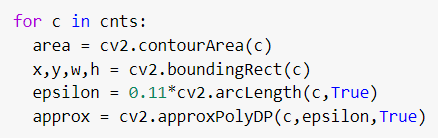 for c in cnts:
  area = cv2.contourArea(c)
  x,y,w,h = cv2.boundingRect(c)
  epsilon = 0.11*cv2.arcLength(c,True)
  approx = cv2.approxPolyDP(c,epsilon,True)